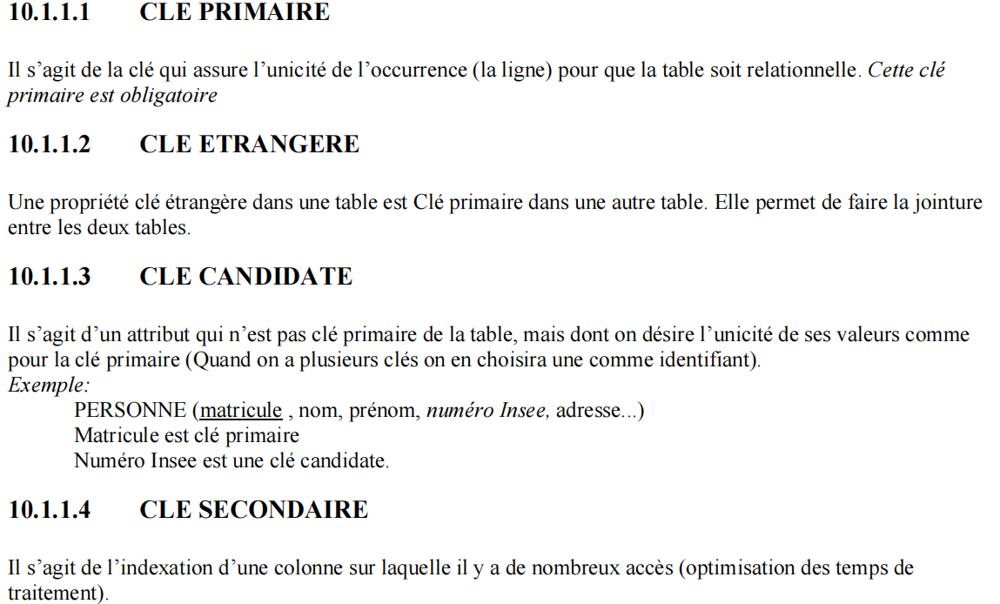 10.1.1.1 CLE PRIMAIRE
Il s’agit de la clé qui assure l’unicité de l’occurrence (la ligne) pour que la table soit relationnelle. Cette clé
primaire est obligatoire
10.1.1.2 CLE ETRANGERE
Une propriété clé étrangère dans une table est Clé primaire dans une autre table. Elle permet de faire la jointure
entre les deux tables.
10.1.1.3 CLE CANDIDATE
Il s’agit d’un attribut qui n’est pas clé primaire de la table, mais dont on désire l’unicité de ses valeurs comme
pour la clé primaire (Quand on a plusieurs clés on en choisira une comme identifiant).
Exemple:
PERSONNE (matricule , nom, prénom, numéro Insee, adresse...)
Matricule est clé primaire
Numéro Insee est une clé candidate.
10.1.1.4 CLE SECONDAIRE
Il s’agit de l’indexation d’une colonne sur laquelle il y a de nombreux accès (optimisation des temps de
traitement).